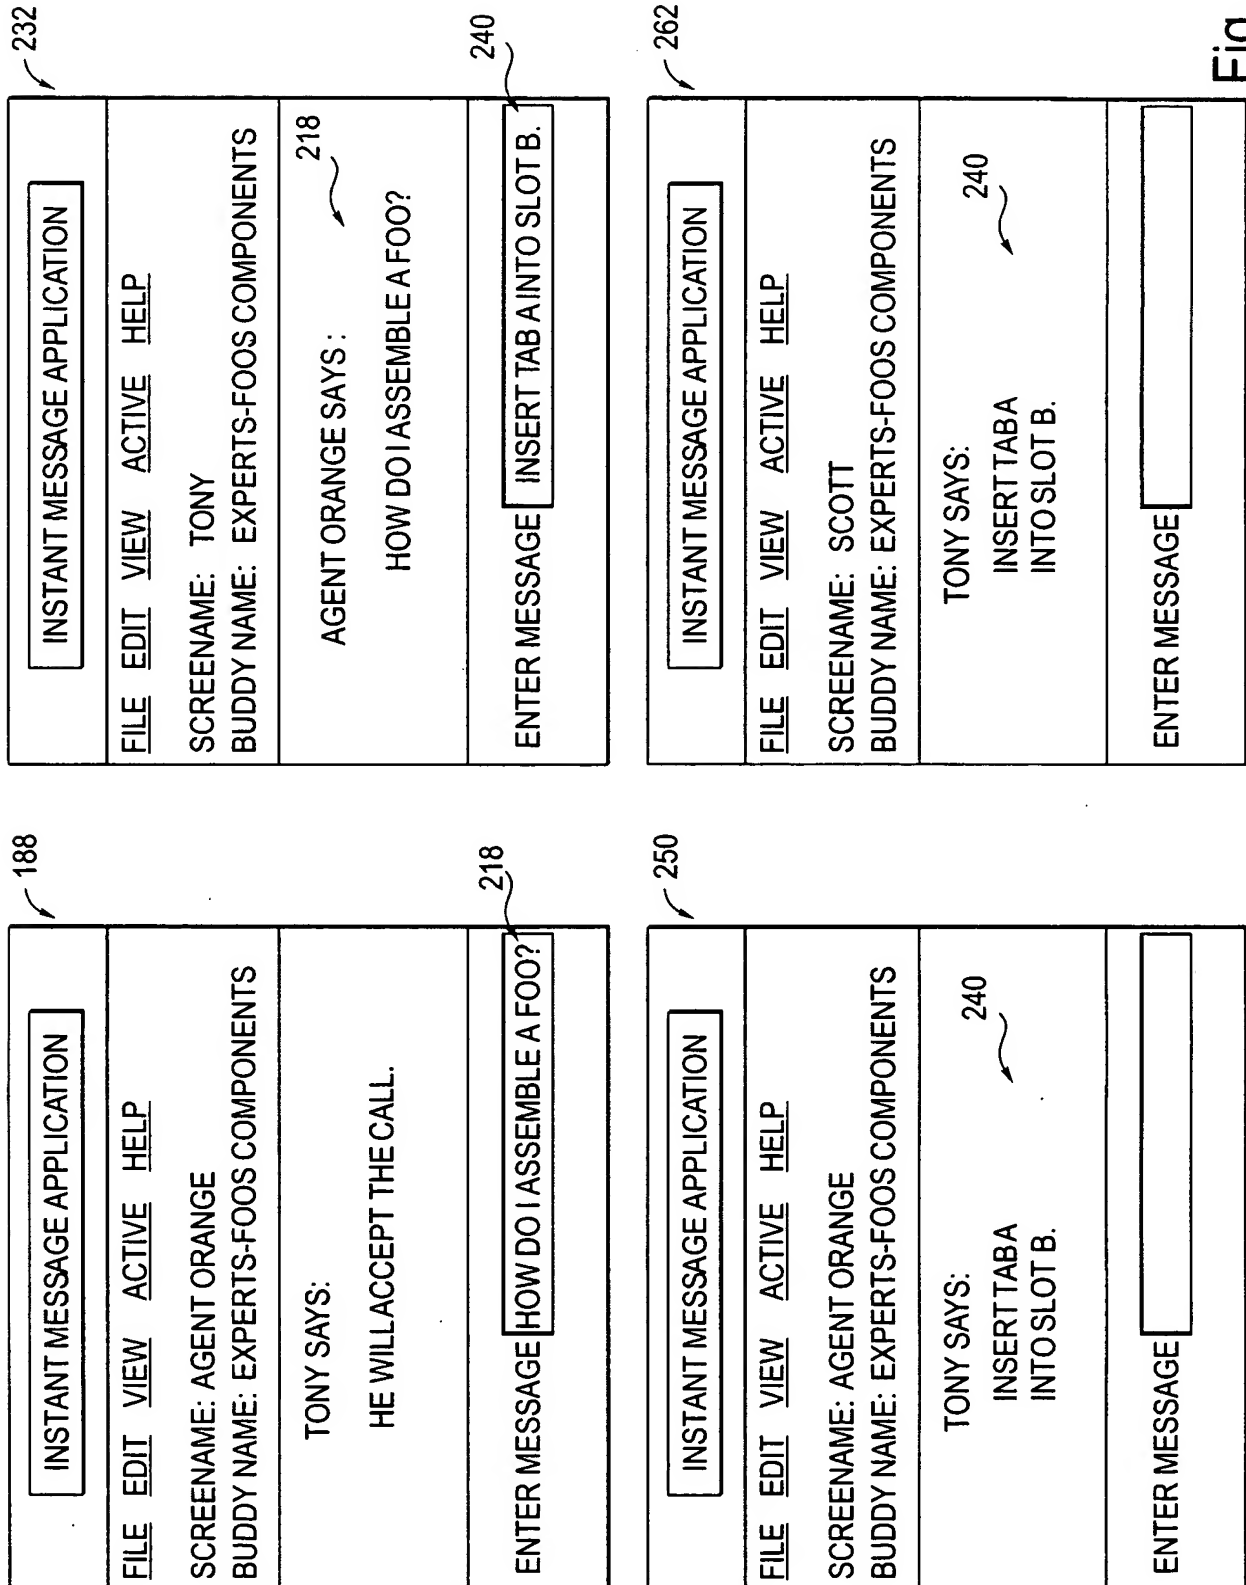 188
INSTANT MESSAGE APPLICATION
FILE EDIT VIEW ACTIVE HELP
SCREENAME: AGENT ORANGE
BUDDY NAME: EXPERTS-FOOS COMPONENTS
TONY SAYS:
HE WILL ACCEPT THE CALL.
ENTER MESSAGE HOW DO I ASSEMBLE A FOO?
218
232
INSTANT MESSAGE APPLICATION
FILE EDIT VIEW ACTIVE HELP
SCREENAME: TONY
BUDDY NAME: EXPERTS-FOOS COMPONENTS
218
AGENT ORANGE SAYS :
HOW DO I ASSEMBLE A FOO?
ENTER MESSAGE INSERT TAB A INTO SLOT B.
240
250
INSTANT MESSAGE APPLICATION
FILE EDIT VIEW ACTIVE HELP
SCREENAME: AGENT ORANGE
BUDDY NAME: EXPERTS-FOOS COMPONENTS
240
TONY SAYS:
INSERT TAB A
INTO SLOT B.
ENTER MESSAGE
262
INSTANT MESSAGE APPLICATION
FILE EDIT VIEW ACTIVE HELP
SCREENAME: SCOTT
BUDDY NAME: EXPERTS-FOOS COMPONENTS
240
TONY SAYS:
INSERT TAB A
INTO SLOT B.
ENTER MESSAGE
Fig